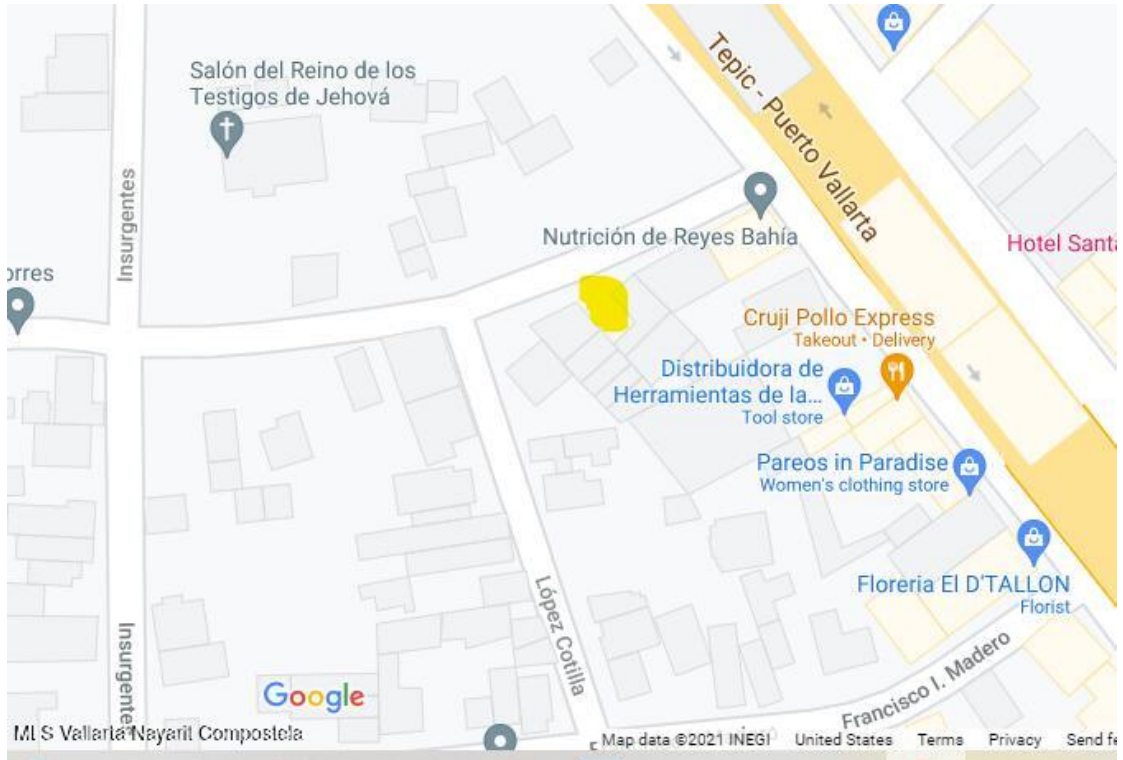 Salón del Reino de los
Testigos de Jehová
Tepic - Puerto Vallarta
Insurgentes
Nutrición de Reyes Bahía
Hotel Santa
orres
Cruji Pollo Express
Takeout • Delivery
Distribuidora de
Herramientas de la...
Tool store
Pareos in Paradise
Women's clothing store
López Cotilla
Floreria El D'TALLON
Florist
Insurgentes
Francisco I. Madero
Google
MLS Vallarta Nayarit Compostela
Map data ©2021 INEGI United States Terms Privacy Send fe